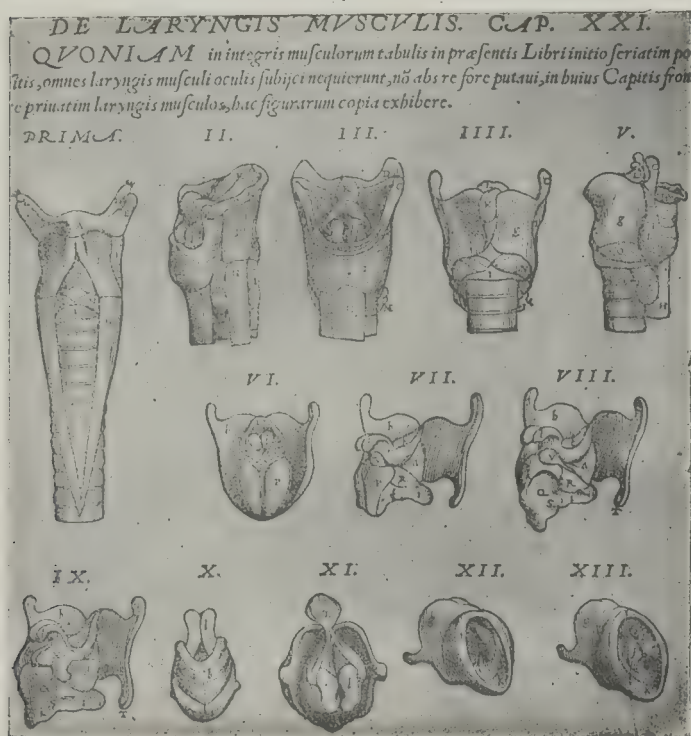 DE LARYNGIS MVSCVLIS. CAP. XXI.
QVONIAM in integris musculorum tabulis in præsentis Libri initio seriatim po
sitis, omnes laryngis musculi oculis subijci nequierunt, nõ abs re fore putaui, in huius Capitis fron
te priuatim laryngis musculos, hac figurarum copia exhibere.
PRIMA. II. III. IIII. V.
VI. VII. VIII.
IX. X. XI. XII. XIII.